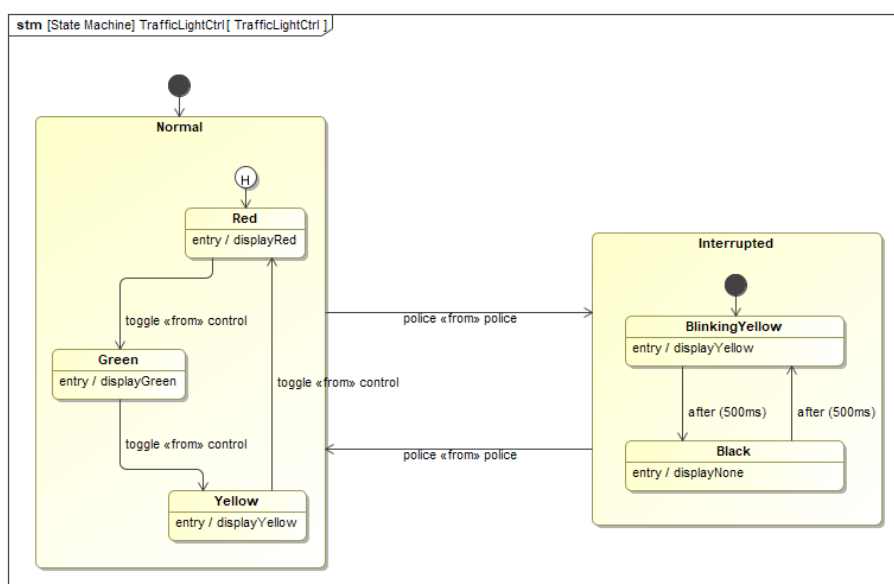 stm [State Machine] TrafficLightCtrl[ TrafficLightCtrl ]
Normal
H
Red
entry / displayRed
toggle «from» control
Green
entry / displayGreen
toggle «from» control
toggle «from» control
Yellow
entry / displayYellow
police «from» police
police «from» police
Interrupted
BlinkingYellow
entry / displayYellow
after (500ms)
after (500ms)
Black
entry / displayNone